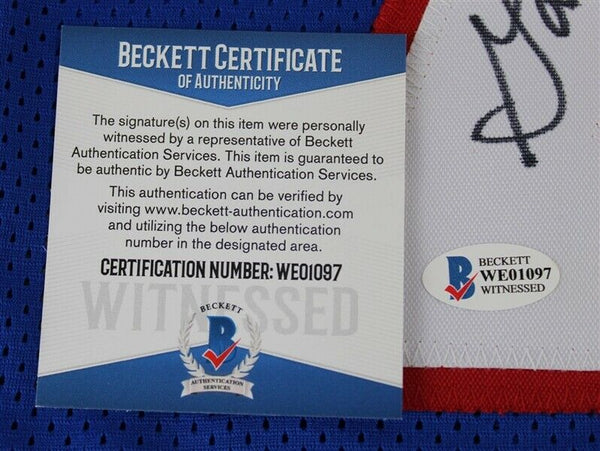 BECKETT CERTIFICATE
OF AUTHENTICITY
The signature(s) on this item were personally
witnessed by a representative of Beckett
Authentication Services. This item is guaranteed to
be authentic by Beckett Authentication Services.
This authentication can be verified by
visiting www.beckett-authentication.com
and utilizing the below authentication
number in the designated area.
CERTIFICATION NUMBER: WE01097
WITNESSED
BECKETT
B
AUTHENTICATION
SERVICES
B
BECKETT
WE01097
WITNESSED